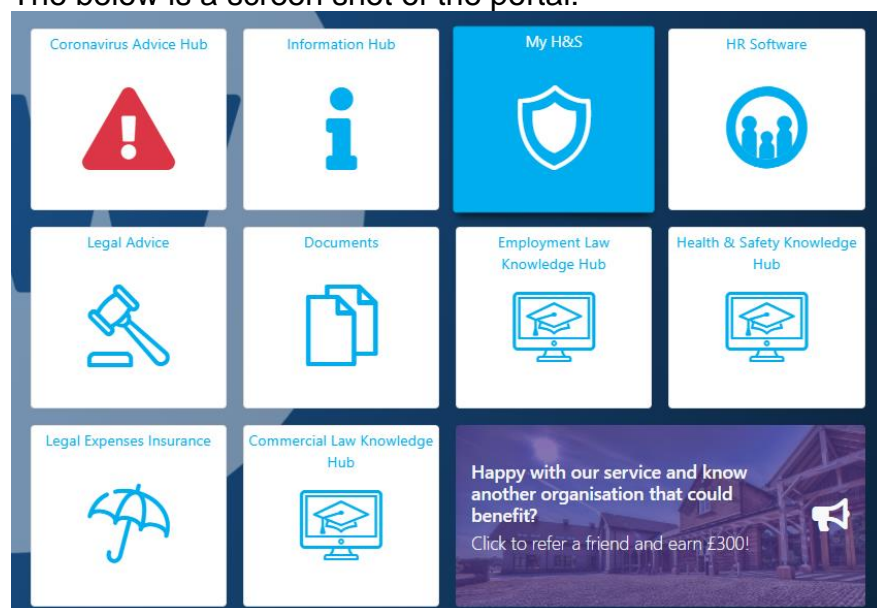 The below is a screen shot of the portal.
Coronavirus Advice Hub
Information Hub
My H&S
HR Software
Legal Advice
Documents
Employment Law
Knowledge Hub
Health & Safety Knowledge
Hub
Legal Expenses Insurance
Commercial Law Knowledge
Hub
Happy with our service and know
another organisation that could
benefit?
Click to refer a friend and earn £300!